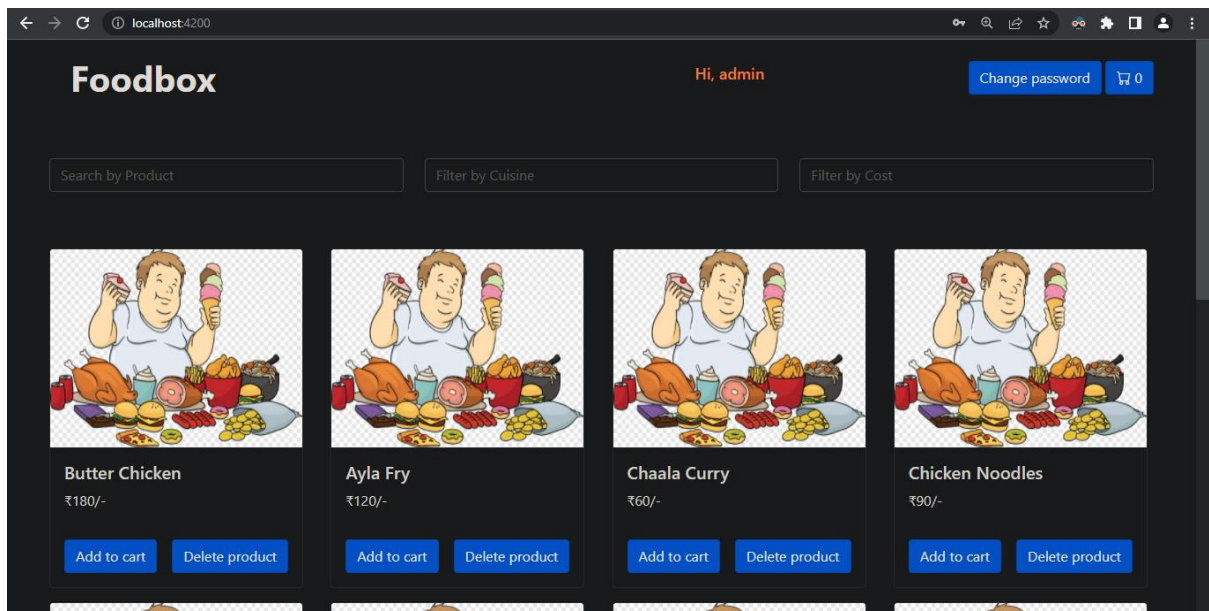 localhost:4200
Foodbox
Hi, admin
Change password
0
Search by Product
Filter by Cuisine
Filter by Cost
Butter Chicken
₹180/-
Add to cart
Delete product
Ayla Fry
₹120/-
Add to cart
Delete product
Chaala Curry
₹60/-
Add to cart
Delete product
Chicken Noodles
₹90/-
Add to cart
Delete product